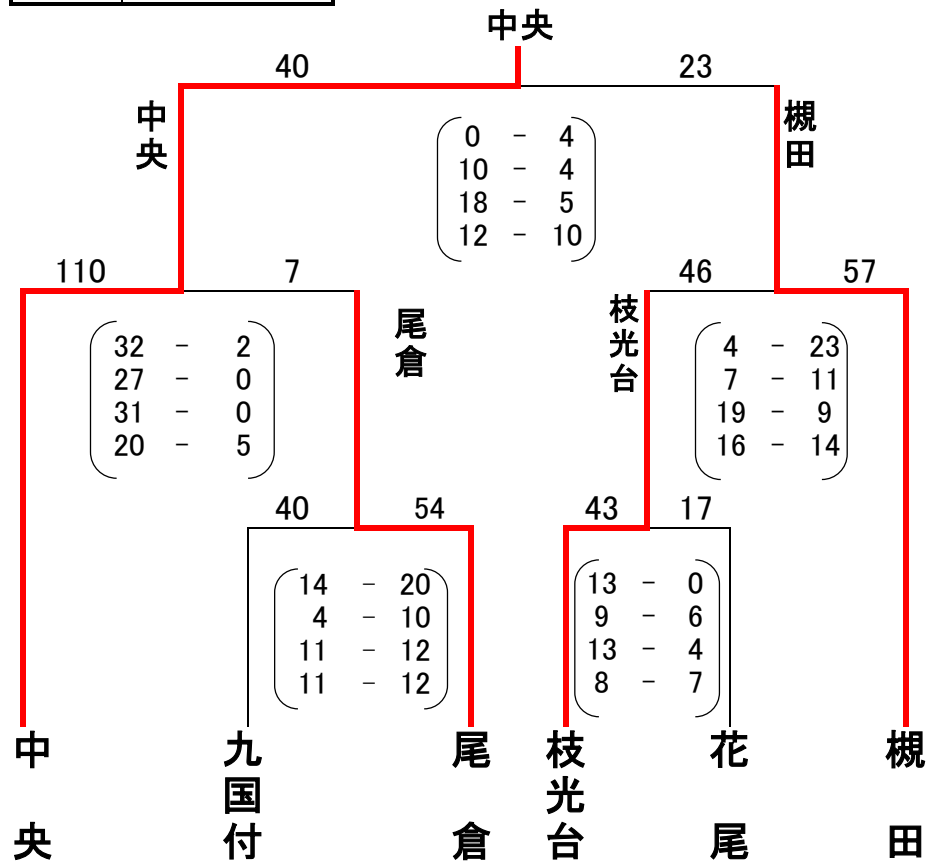 中央
40 23
中央
槻田
0 - 4
10 - 4
18 - 5
12 - 10
110 7 46 57
尾倉
枝光台
32 - 2
27 - 0
31 - 0
20 - 5
4 - 23
7 - 11
19 - 9
16 - 14
40 54 43 17
14 - 20
4 - 10
11 - 12
11 - 12
13 - 0
9 - 6
13 - 4
8 - 7
中央
九国付
尾倉
枝光台
花尾
槻田